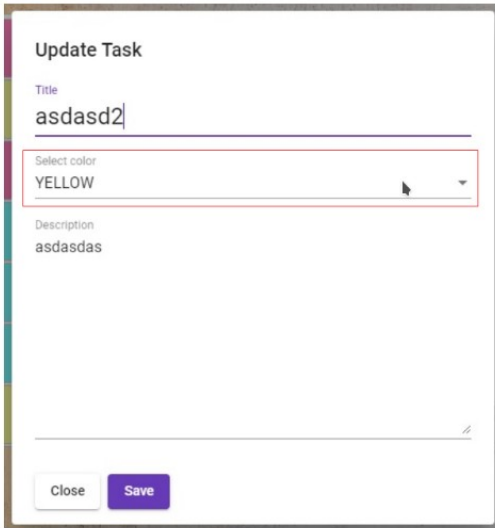 Update Task
Title
asdasd2
Select color
YELLOW
Description
asdasdas
Close
Save